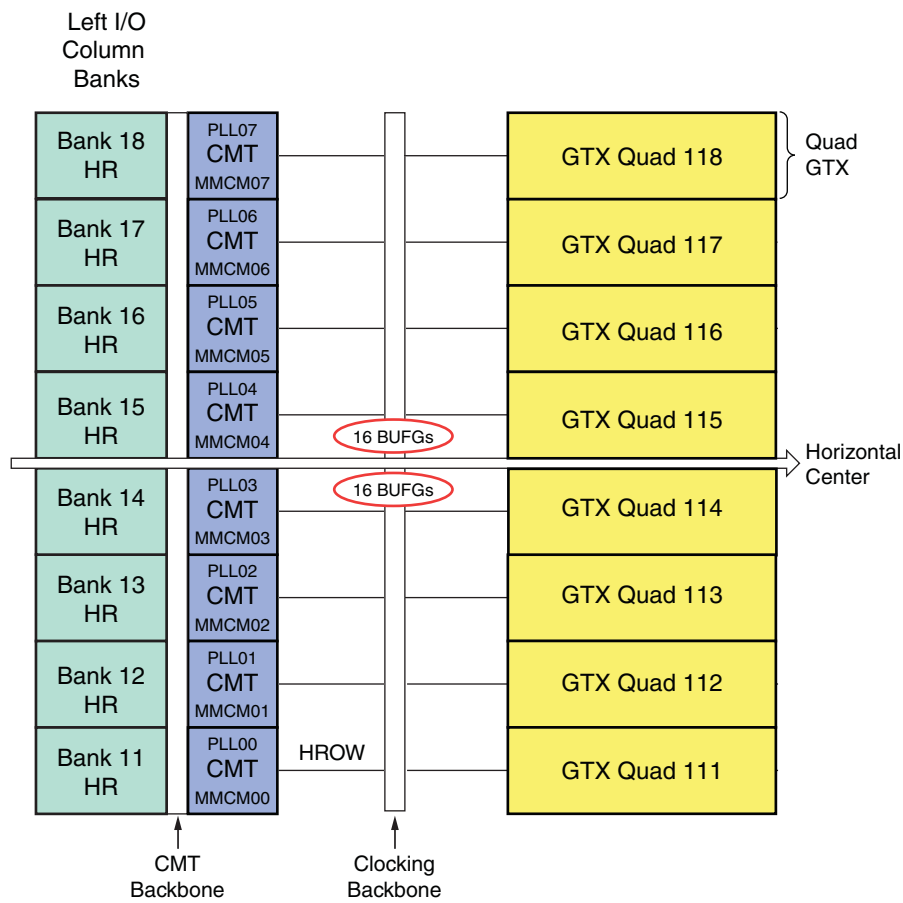 Left I/O
Column
Banks
Bank 18
HR
PLL07
CMT
MMCM07
GTX Quad 118
Quad
GTX
Bank 17
HR
PLL06
CMT
MMCM06
GTX Quad 117
Bank 16
HR
PLL05
CMT
MMCM05
GTX Quad 116
Bank 15
HR
PLL04
CMT
MMCM04
16 BUFGs
GTX Quad 115
Horizontal
Center
Bank 14
HR
PLL03
CMT
MMCM03
16 BUFGs
GTX Quad 114
Bank 13
HR
PLL02
CMT
MMCM02
GTX Quad 113
Bank 12
HR
PLL01
CMT
MMCM01
GTX Quad 112
Bank 11
HR
PLL00
CMT
MMCM00
HROW
GTX Quad 111
CMT
Backbone
Clocking
Backbone